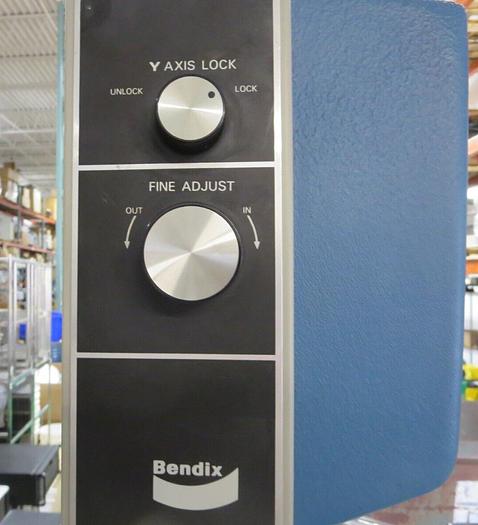 Y AXIS LOCK
UNLOCK LOCK
FINE ADJUST
OUT IN
Bendix